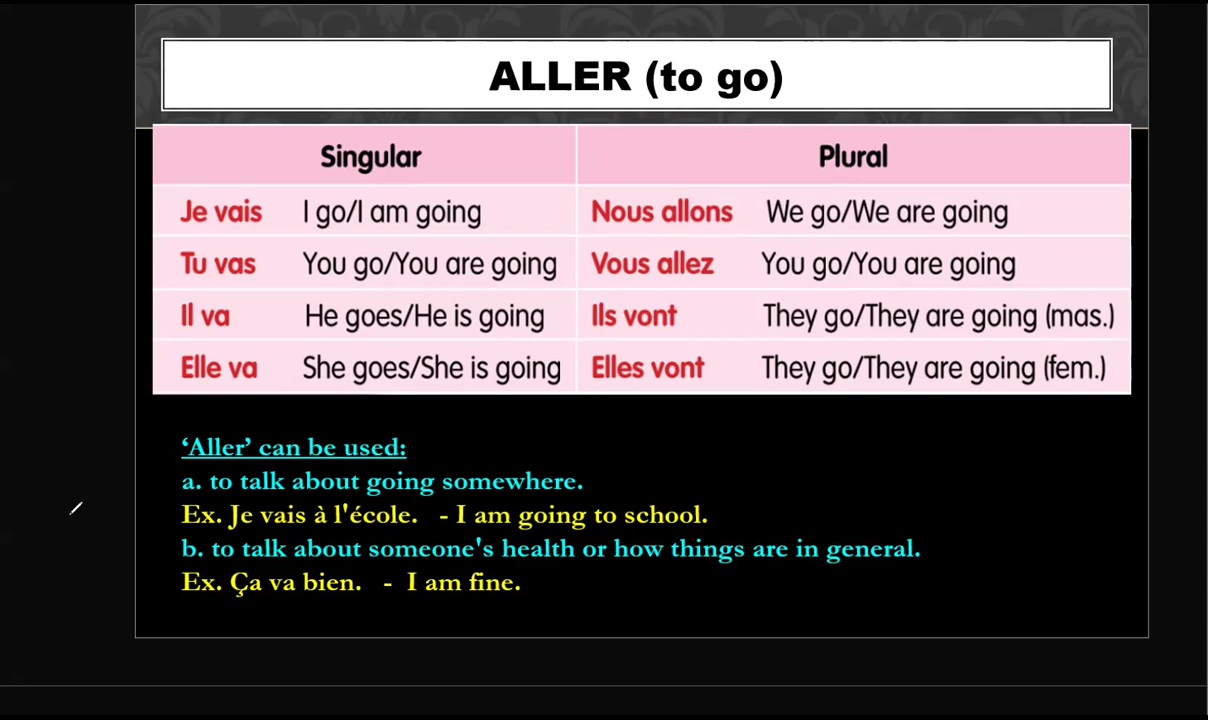 ALLER (to go)
Singular Plural
Je vais I go/I am going Nous allons We go/We are going
Tu vas You go/You are going Vous allez You go/You are going
Il va He goes/He is going Ils vont They go/They are going (mas.)
Elle va She goes/She is going Elles vont They go/They are going (fem.)
‘Aller’ can be used:
a. to talk about going somewhere.
Ex. Je vais à l'école. - I am going to school.
b. to talk about someone's health or how things are in general.
Ex. Ça va bien. - I am fine.